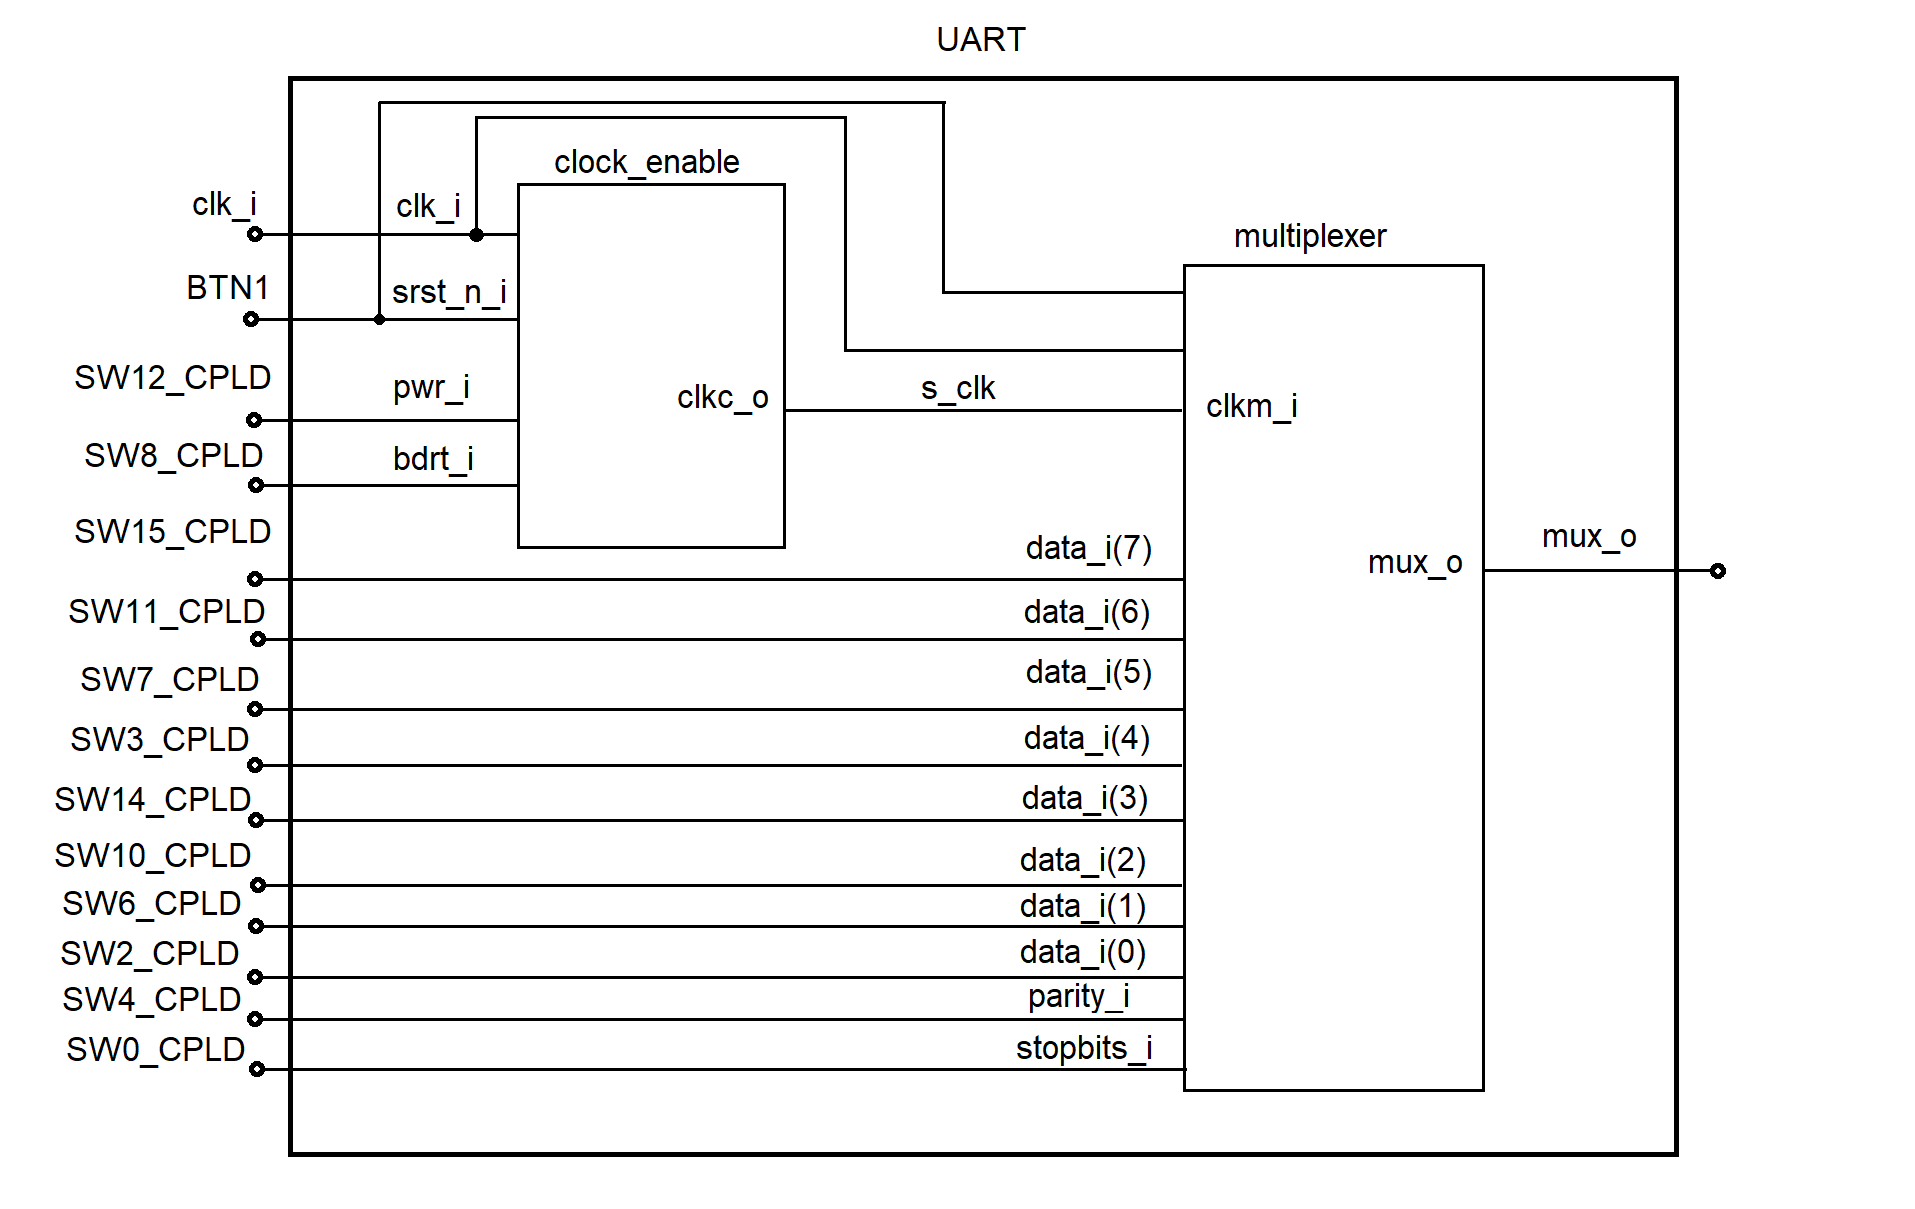 UART
clock_enable
clk_i
clk_i
multiplexer
BTN1
srst_n_i
SW12_CPLD
pwr_i
clkc_o
s_clk
clkm_i
SW8_CPLD
bdrt_i
SW15_CPLD
data_i(7)
mux_o
mux_o
SW11_CPLD
data_i(6)
SW7_CPLD
data_i(5)
SW3_CPLD
data_i(4)
SW14_CPLD
data_i(3)
SW10_CPLD
data_i(2)
SW6_CPLD
data_i(1)
SW2_CPLD
data_i(0)
SW4_CPLD
parity_i
SW0_CPLD
stopbits_i